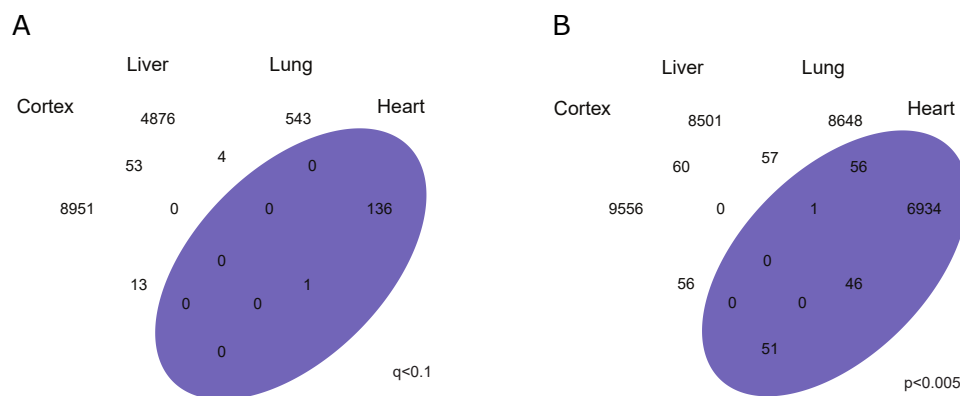 A
B
Liver Lung
Cortex Heart
4876 543
53 4 0
8951 0 0 136
0
13 1
0 0
0
q<0.1
Liver Lung
Cortex Heart
8501 8648
60 57 56
9556 0 1 6934
0
56 46
0 0
51
p<0.005